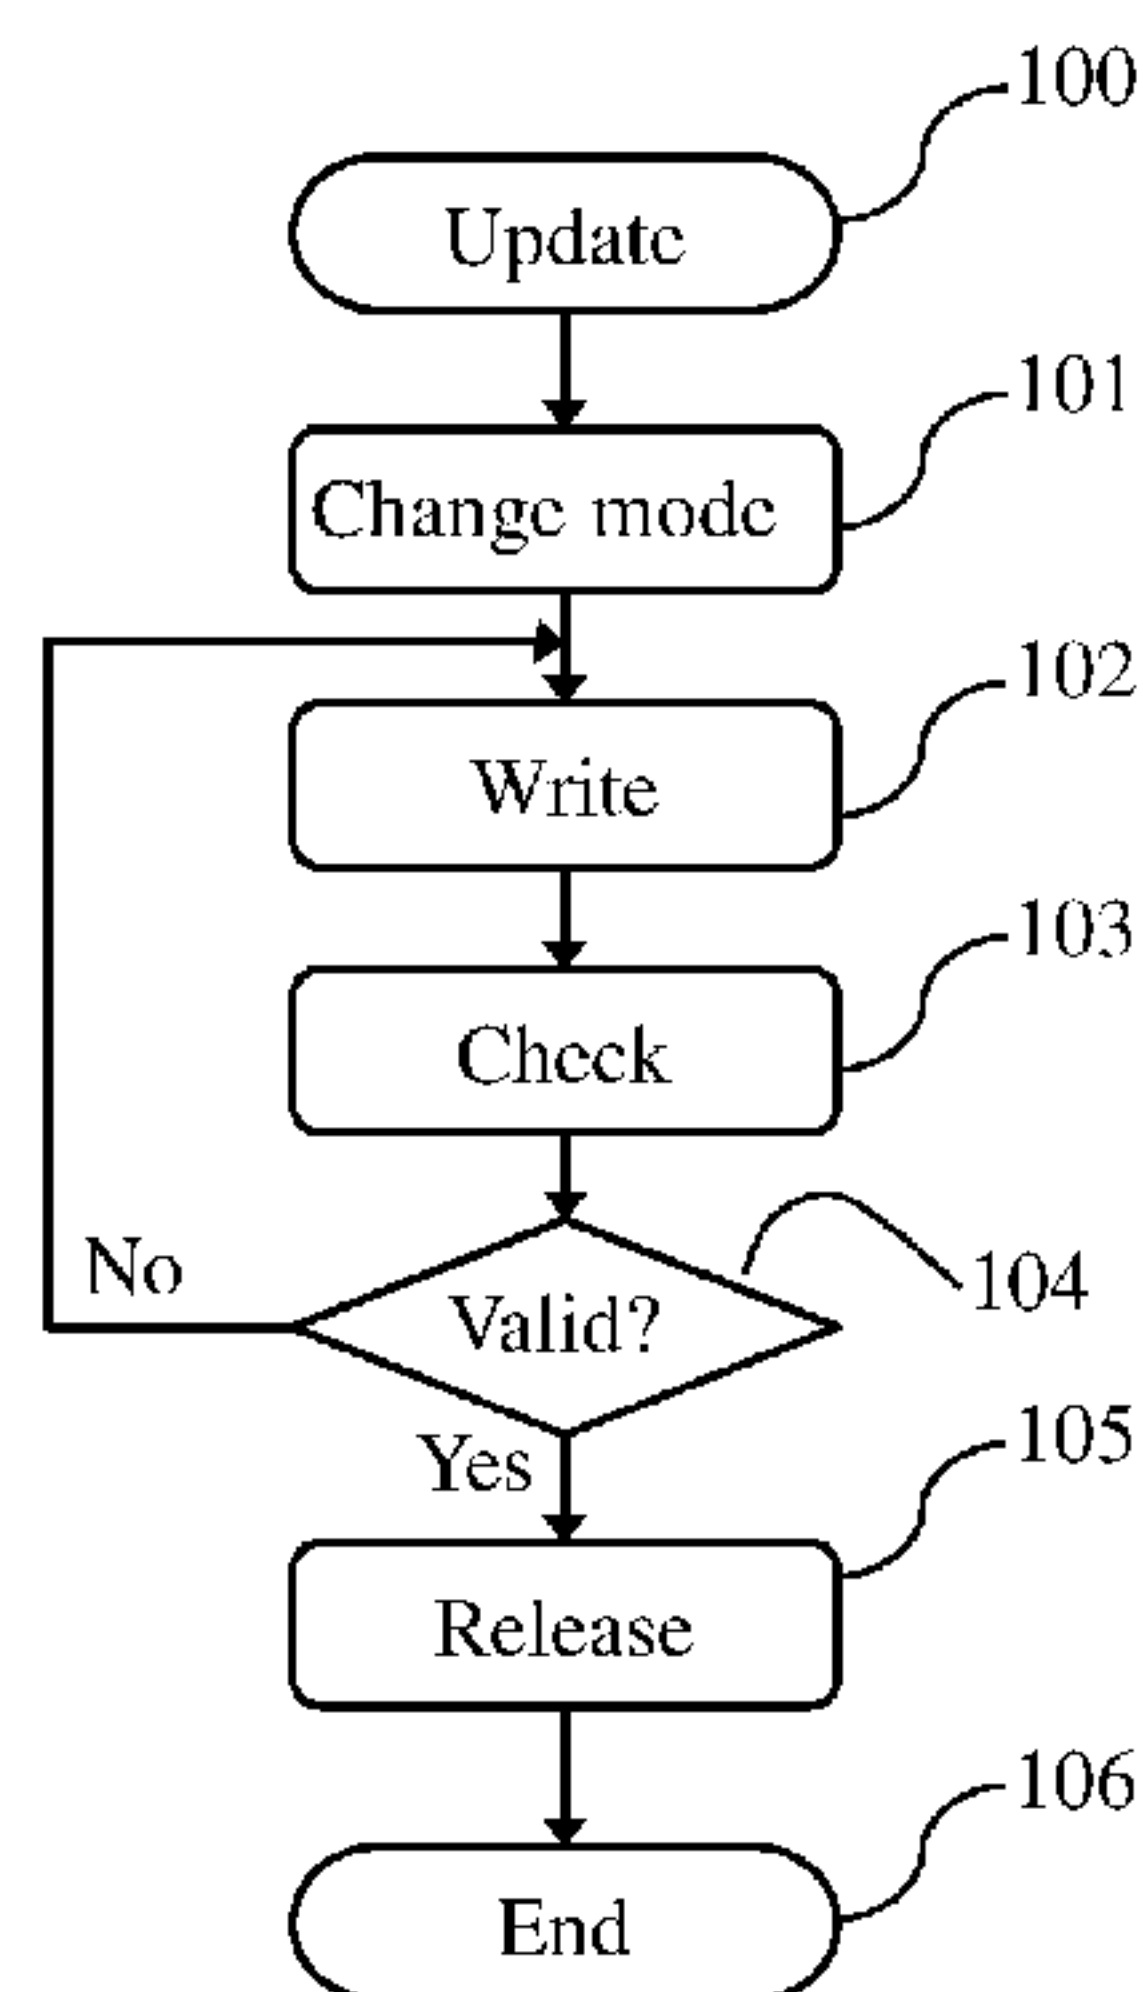 100
Update
101
Change mode
102
Write
103
Check
104
No
Valid?
Yes
105
Release
106
End